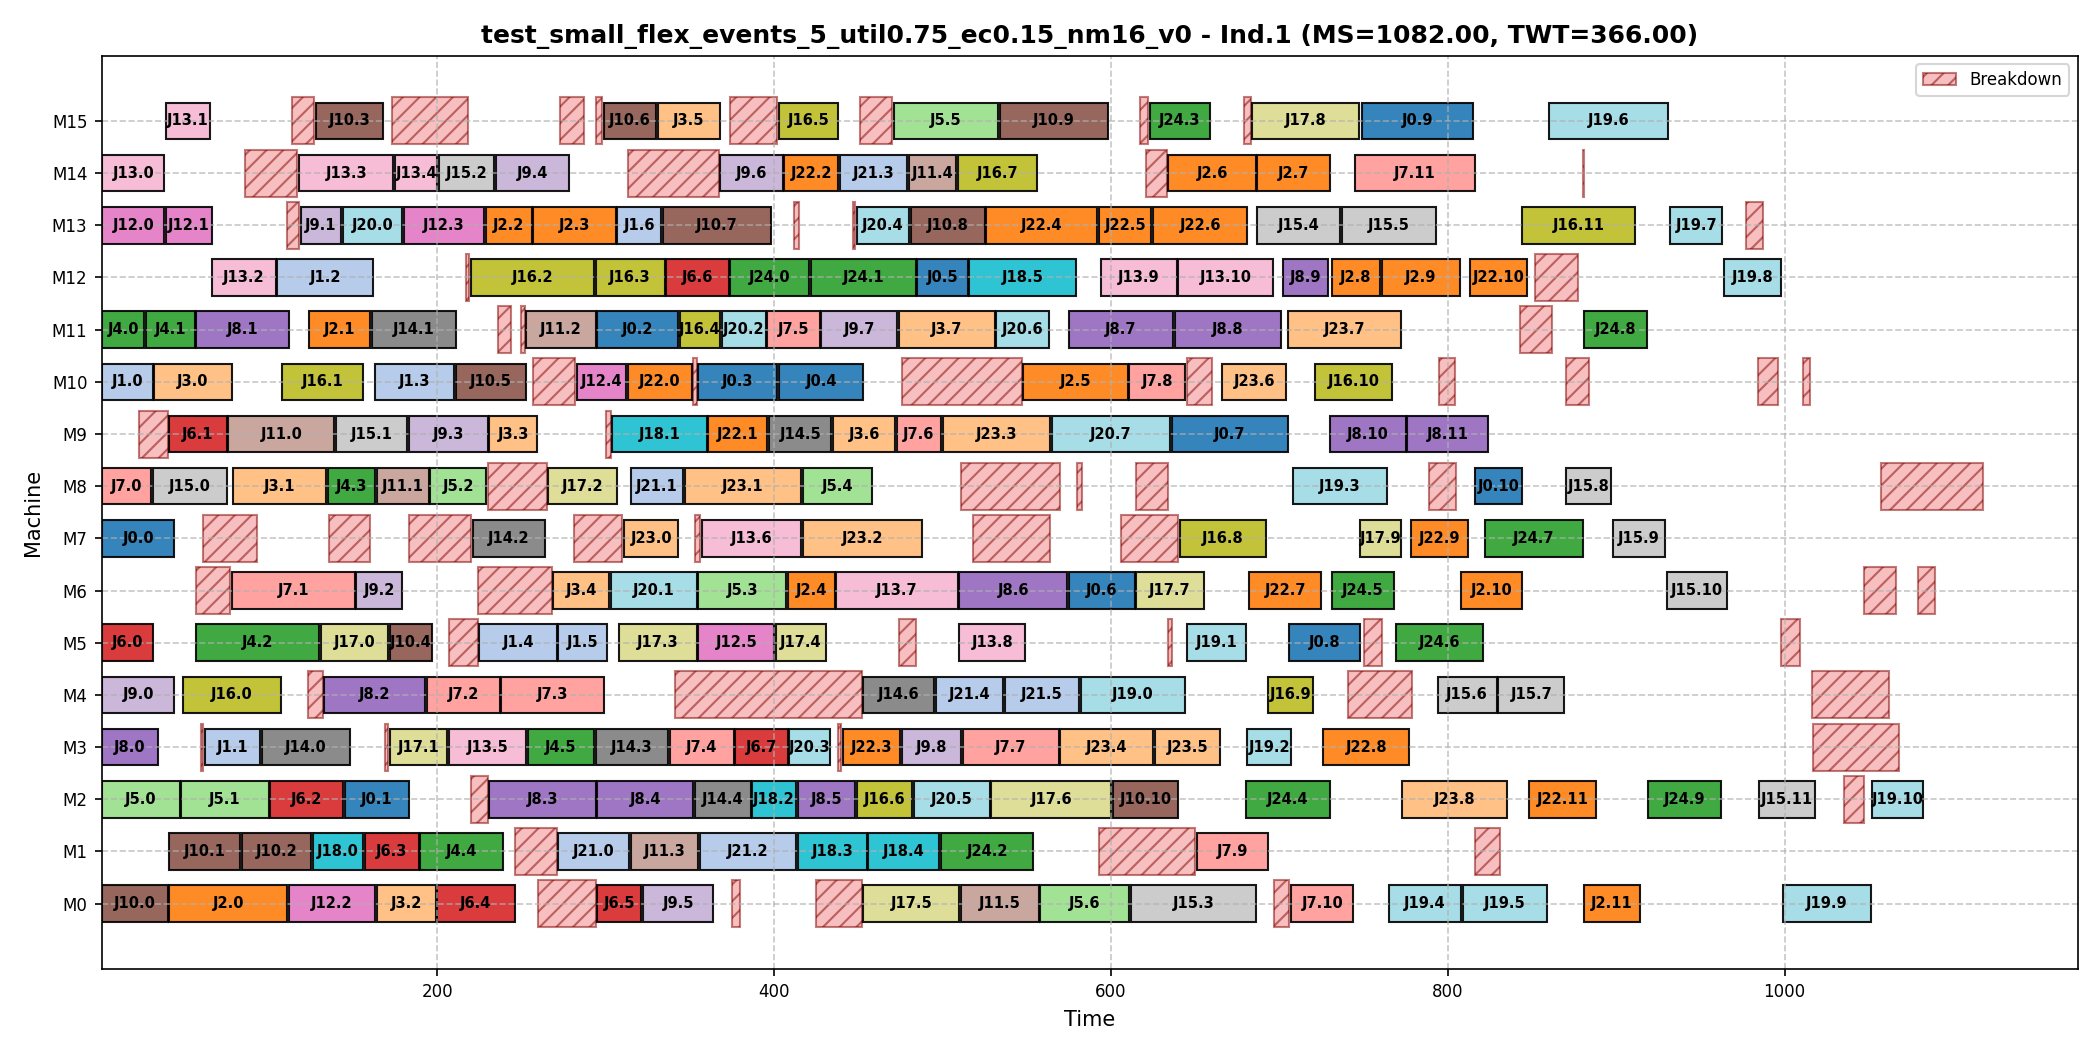 test_small_flex_events_5_util0.75_ec0.15_nm16_v0 - Ind.1 (MS=1082.00, TWT=366.00)
Breakdown
M15 J13.1 J10.3 J10.6 J3.5 J16.5 J5.5 J10.9 J24.3 J17.8 J0.9 J19.6
M14 J13.0 J13.3 J13.4 J15.2 J9.4 J9.6 J22.2 J21.3 J11.4 J16.7 J2.6 J2.7 J7.11
M13 J12.0 J12.1 J9.1 J20.0 J12.3 J2.2 J2.3 J1.6 J10.7 J20.4 J10.8 J22.4 J22.5 J22.6 J15.4 J15.5 J16.11 J19.7
M12 J13.2 J1.2 J16.2 J16.3 J6.6 J24.0 J24.1 J0.5 J18.5 J13.9 J13.10 J8.9 J2.8 J2.9 J22.10 J19.8
M11 J4.0 J4.1 J8.1 J2.1 J14.1 J11.2 J0.2 J16.4 J20.2 J7.5 J9.7 J3.7 J20.6 J8.7 J8.8 J23.7 J24.8
M10 J1.0 J3.0 J16.1 J1.3 J10.5 J12.4 J22.0 J0.3 J0.4 J2.5 J7.8 J23.6 J16.10
M9 J6.1 J11.0 J15.1 J9.3 J3.3 J18.1 J22.1 J14.5 J3.6 J7.6 J23.3 J20.7 J0.7 J8.10 J8.11
M8 J7.0 J15.0 J3.1 J4.3 J11.1 J5.2 J17.2 J21.1 J23.1 J5.4 J19.3 J0.10 J15.8
M7 J0.0 J14.2 J23.0 J13.6 J23.2 J16.8 J17.9 J22.9 J24.7 J15.9
M6 J7.1 J9.2 J3.4 J20.1 J5.3 J2.4 J13.7 J8.6 J0.6 J17.7 J22.7 J24.5 J2.10 J15.10
M5 J6.0 J4.2 J17.0 J10.4 J1.4 J1.5 J17.3 J12.5 J17.4 J13.8 J19.1 J0.8 J24.6
M4 J9.0 J16.0 J8.2 J7.2 J7.3 J14.6 J21.4 J21.5 J19.0 J16.9 J15.6 J15.7
M3 J8.0 J1.1 J14.0 J17.1 J13.5 J4.5 J14.3 J7.4 J6.7 J20.3 J22.3 J9.8 J7.7 J23.4 J23.5 J19.2 J22.8
M2 J5.0 J5.1 J6.2 J0.1 J8.3 J8.4 J14.4 J18.2 J8.5 J16.6 J20.5 J17.6 J10.10 J24.4 J23.8 J22.11 J24.9 J15.11 J19.10
M1 J10.1 J10.2 J18.0 J6.3 J4.4 J21.0 J11.3 J21.2 J18.3 J18.4 J24.2 J7.9
M0 J10.0 J2.0 J12.2 J3.2 J6.4 J6.5 J9.5 J17.5 J11.5 J5.6 J15.3 J7.10 J19.4 J19.5 J2.11 J19.9
Machine
200 400 600 800 1000
Time